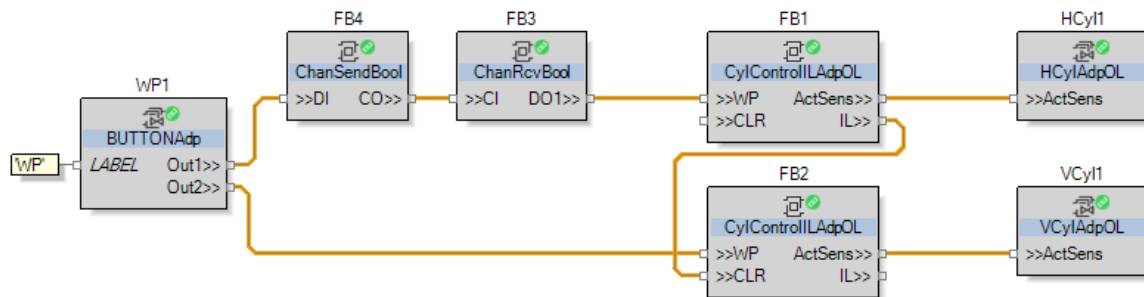 FB4
FB3
FB1
HCyl1
ChanSendBool
ChanRcvBool
CylControlILAdpOL
HCylAdpOL
>>DI CO>>
>>CI DO1>>
>>WP ActSens>>
>>ActSens
>>CLR IL>>
WP1
BUTTONAdp
'WP'
LABEL Out1>>
Out2>>
FB2
VCyl1
CylControlILAdpOL
VCylAdpOL
>>WP ActSens>>
>>ActSens
>>CLR IL>>